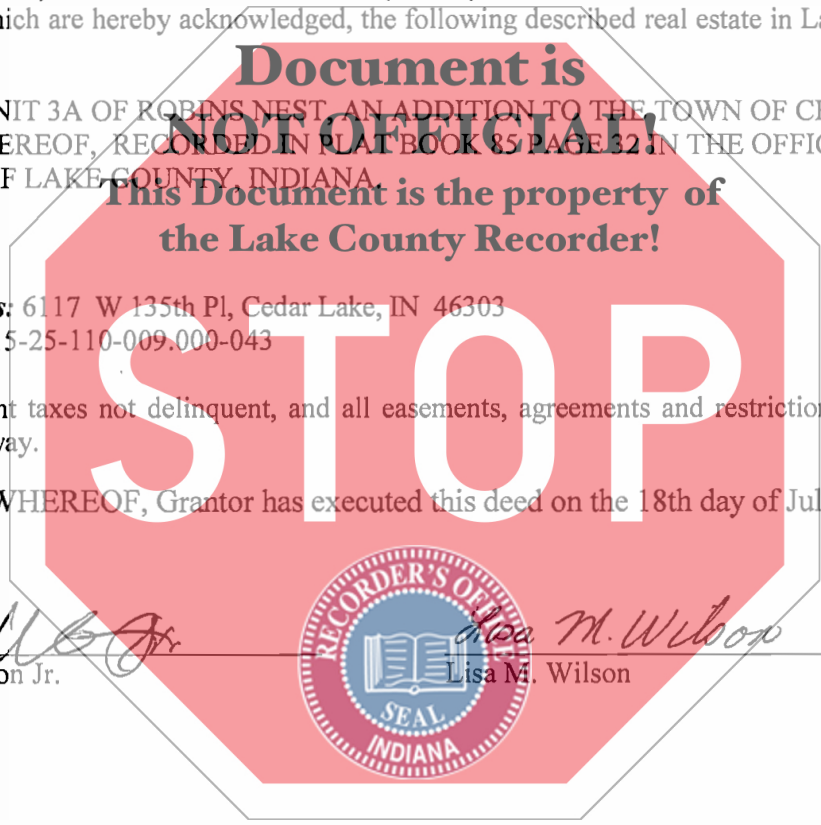 hich are hereby acknowledged, the following described real estate in La
Document is
NIT 3A OF ROBINS NEST, AN ADDITION TO THE TOWN OF CE
NOT OFFICIAL!
EREOF, RECORDED IN PLAT BOOK 85 PAGE 32 IN THE OFFIC
F LAKE COUNTY, INDIANA.
This Document is the property of
the Lake County Recorder!
s: 6117 W 135th Pl, Cedar Lake, IN 46303
5-25-110-009.000-043
STOP
nt taxes not delinquent, and all easements, agreements and restriction
way.
WHEREOF, Grantor has executed this deed on the 18th day of Jul
RECORDER'S OFFICE
Lisa M. Wilson
on Jr.
Lisa M. Wilson
SEAL
INDIANA